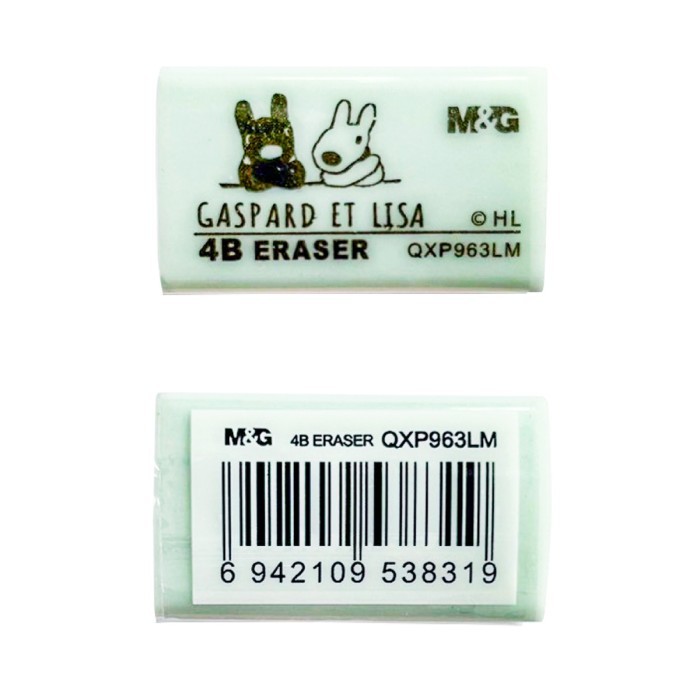 M&G
GASPARD ET LISA © HL
4B ERASER QXP963LM
M&G 4B ERASER QXP963LM
6 942109 538319